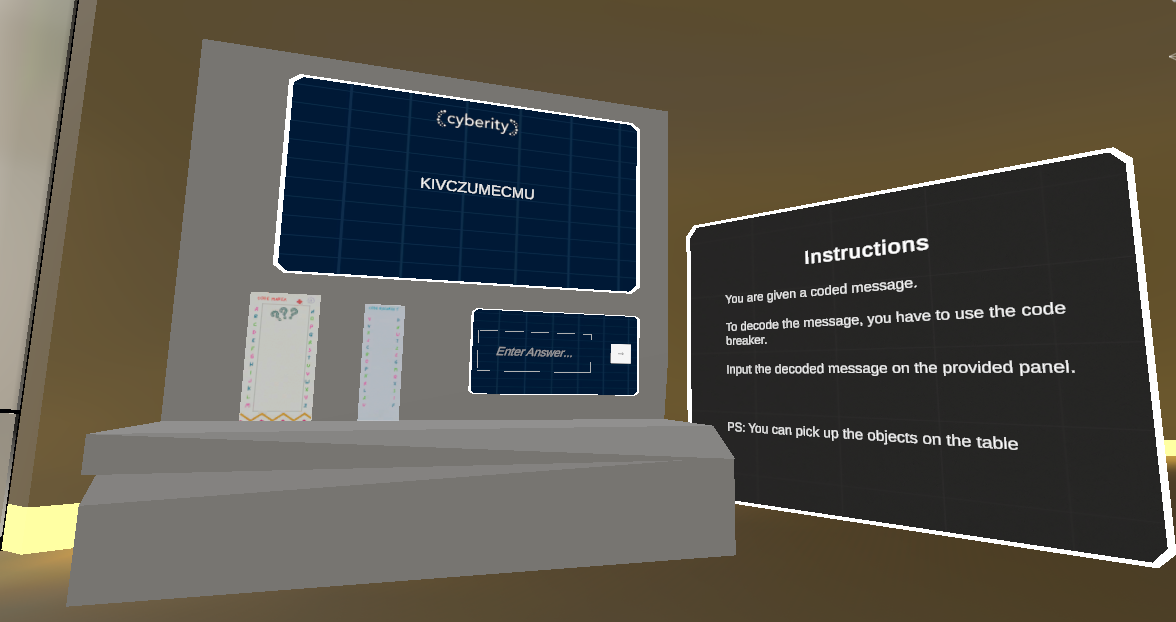 cyberity
KIVCZUMECMU
Enter Answer...
Instructions
You are given a coded message.
To decode the message, you have to use the code
breaker.
Input the decoded message on the provided panel.
PS: You can pick up the objects on the table